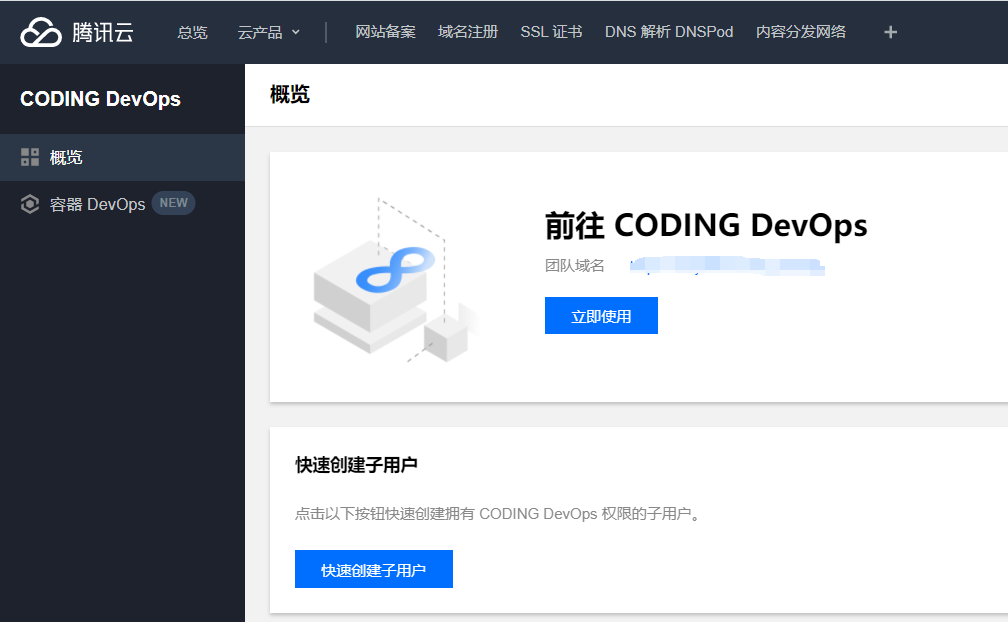 腾讯云 总览 云产品 网站备案 域名注册 SSL 证书 DNS 解析 DNSPod 内容分发网络 +
CODING DevOps
概览
容器 DevOps NEW
概览
前往 CODING DevOps
团队域名
立即使用
快速创建子用户
点击以下按钮快速创建拥有 CODING DevOps 权限的子用户。
快速创建子用户